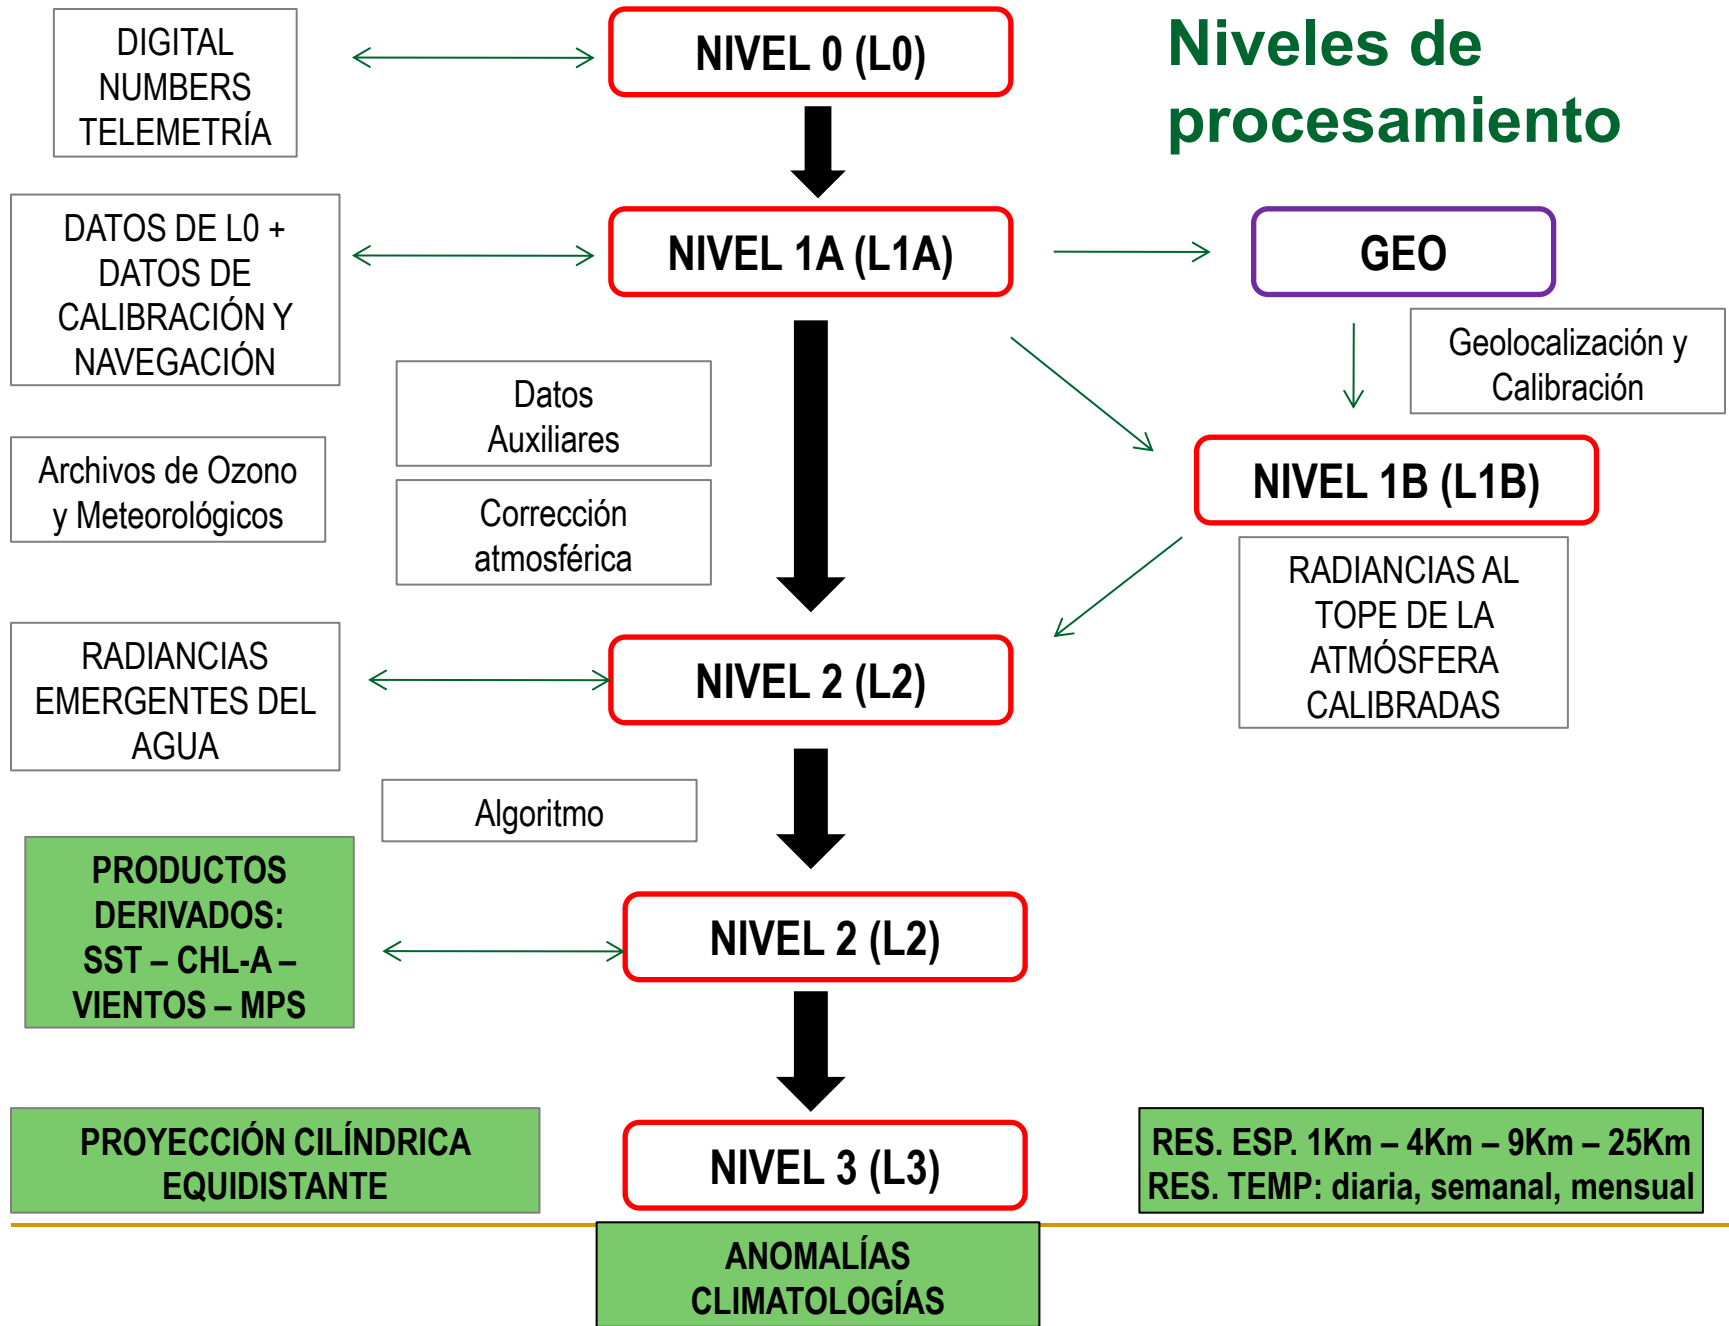 Niveles de
procesamiento
DIGITAL
NUMBERS
TELEMETRÍA
NIVEL 0 (L0)
DATOS DE L0 +
DATOS DE
CALIBRACIÓN Y
NAVEGACIÓN
NIVEL 1A (L1A)
GEO
Geolocalización y
Calibración
Datos
Auxiliares
Archivos de Ozono
y Meteorológicos
Corrección
atmosférica
NIVEL 1B (L1B)
RADIANCIAS AL
TOPE DE LA
ATMÓSFERA
CALIBRADAS
RADIANCIAS
EMERGENTES DEL
AGUA
NIVEL 2 (L2)
Algoritmo
PRODUCTOS
DERIVADOS:
SST – CHL-A –
VIENTOS – MPS
NIVEL 2 (L2)
PROYECCIÓN CILÍNDRICA
EQUIDISTANTE
NIVEL 3 (L3)
RES. ESP. 1Km – 4Km – 9Km – 25Km
RES. TEMP: diaria, semanal, mensual
ANOMALÍAS
CLIMATOLOGÍAS